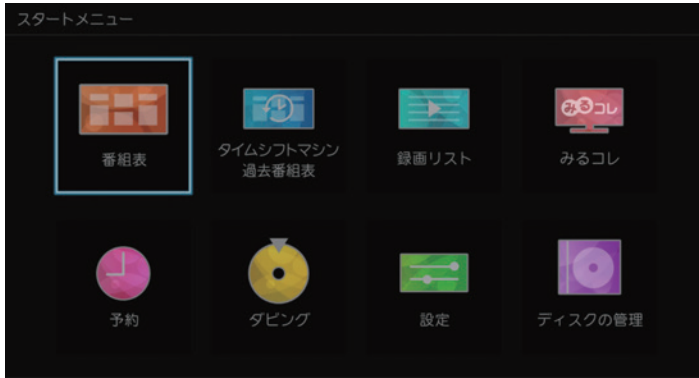 スタートメニュー
みるコレ
番組表
タイムシフトマシン
過去番組表
録画リスト
みるコレ
予約
ダビング
設定
ディスクの管理